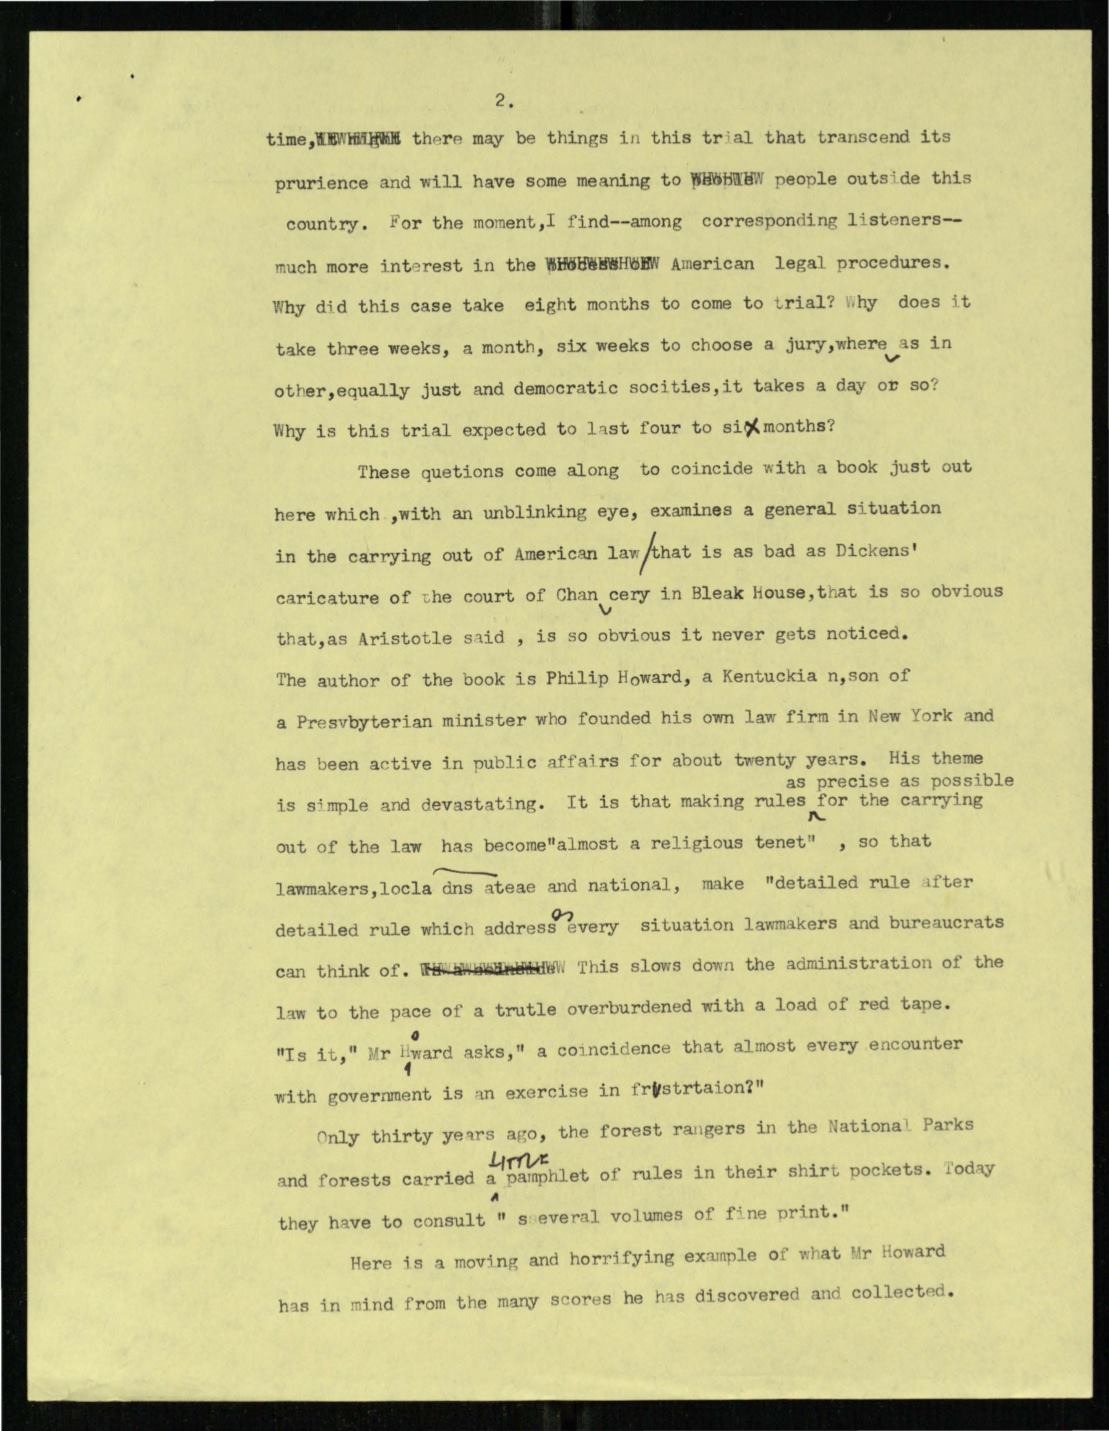 2.
time, there may be things in this trial that transcend its
prurience and will have some meaning to people outside this
country. For the moment,I find--among corresponding listeners--
much more interest in the American legal procedures.
Why did this case take eight months to come to trial? Why does it
take three weeks, a month, six weeks to choose a jury,where as in
other,equally just and democratic socities,it takes a day or so?
Why is this trial expected to last four to six months?
These quetions come along to coincide with a book just out
here which ,with an unblinking eye, examines a general situation
in the carrying out of American law/that is as bad as Dickens'
caricature of the court of Chan cery in Bleak House,that is so obvious
that,as Aristotle said , is so obvious it never gets noticed.
The author of the book is Philip Howard, a Kentuckia n,son of
a Presvbyterian minister who founded his own law firm in New York and
has been active in public affairs for about twenty years. His theme
as precise as possible
is simple and devastating. It is that making rules for the carrying
out of the law has become"almost a religious tenet" , so that
lawmakers,locla dns ateae and national, make "detailed rule after
detailed rule which address every situation lawmakers and bureaucrats
can think of. This slows down the administration of the
law to the pace of a trutle overburdened with a load of red tape.
"Is it," Mr Howard asks," a coincidence that almost every encounter
with government is an exercise in frustrtaion?"
Only thirty years ago, the forest rangers in the National Parks
LITTLE
and forests carried a pamphlet of rules in their shirt pockets. Today
they have to consult " s everal volumes of fine print."
Here is a moving and horrifying example of what Mr Howard
has in mind from the many scores he has discovered and collected.